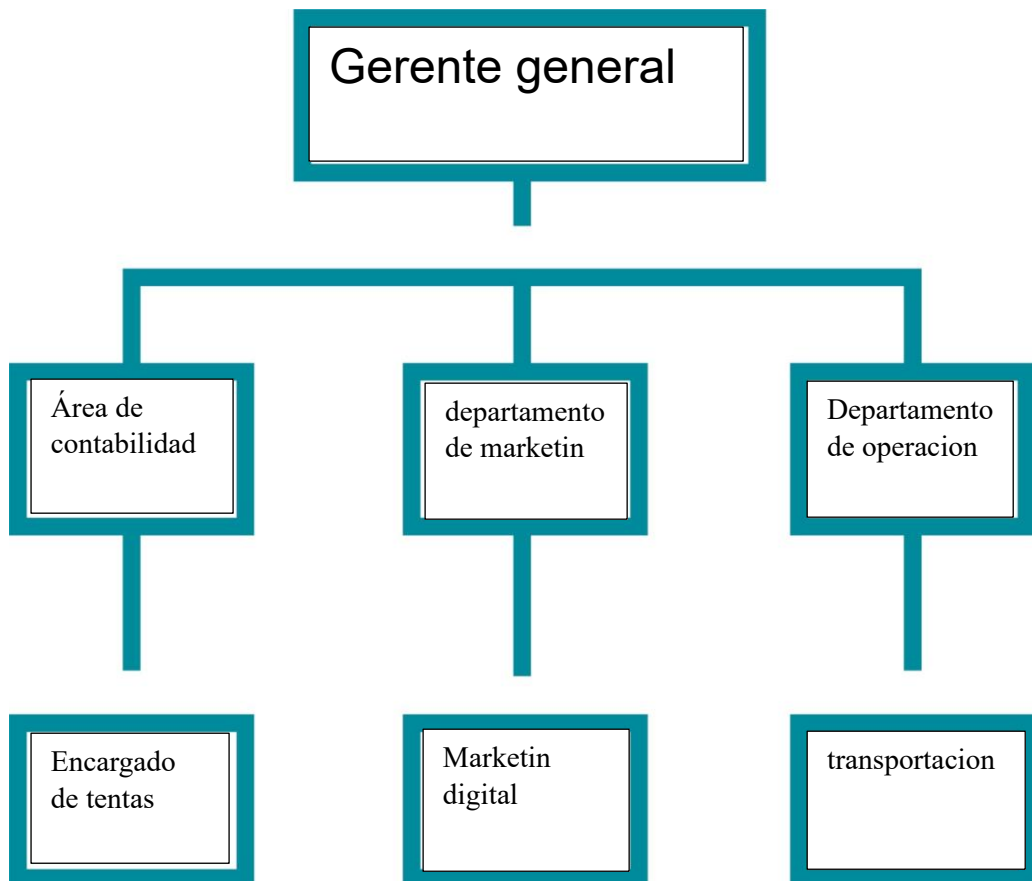 Gerente general
Área de
contabilidad
departamento
de marketin
Departamento
de operacion
Encargado
de tentas
Marketin
digital
transportacion